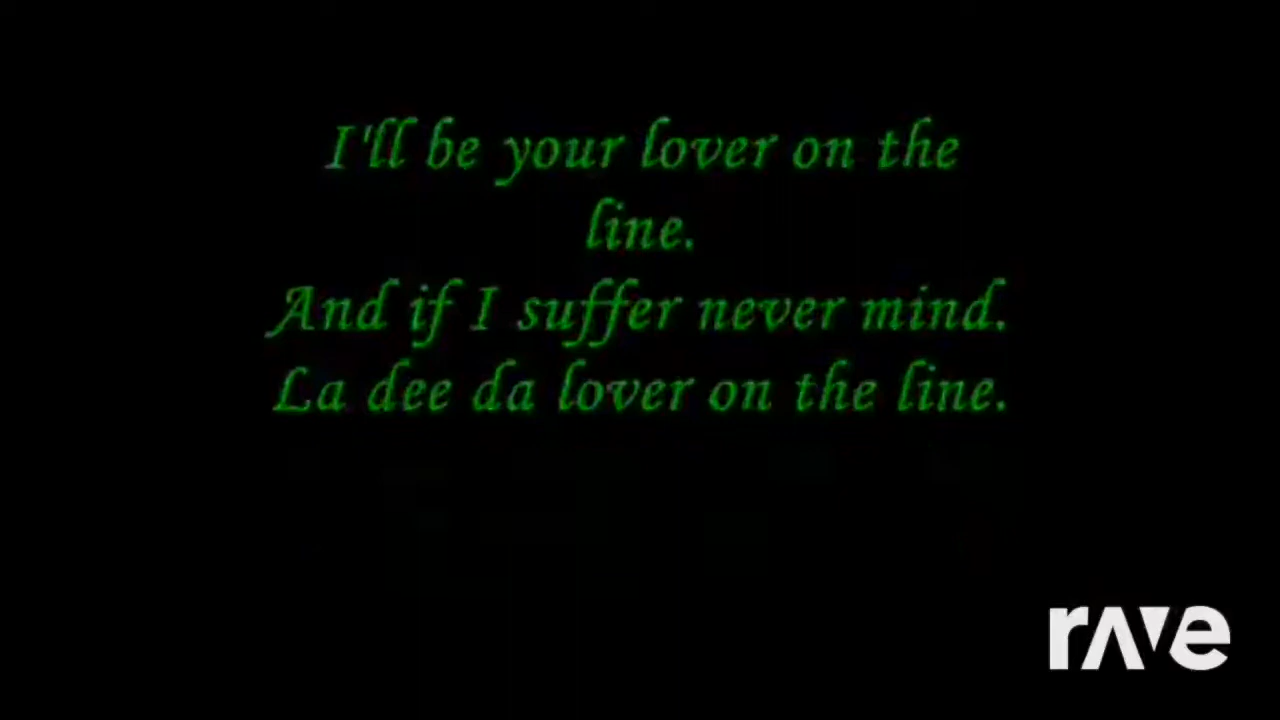 I'll be your lover on the
line.
And if I suffer never mind.
La dee da lover on the line.
rave